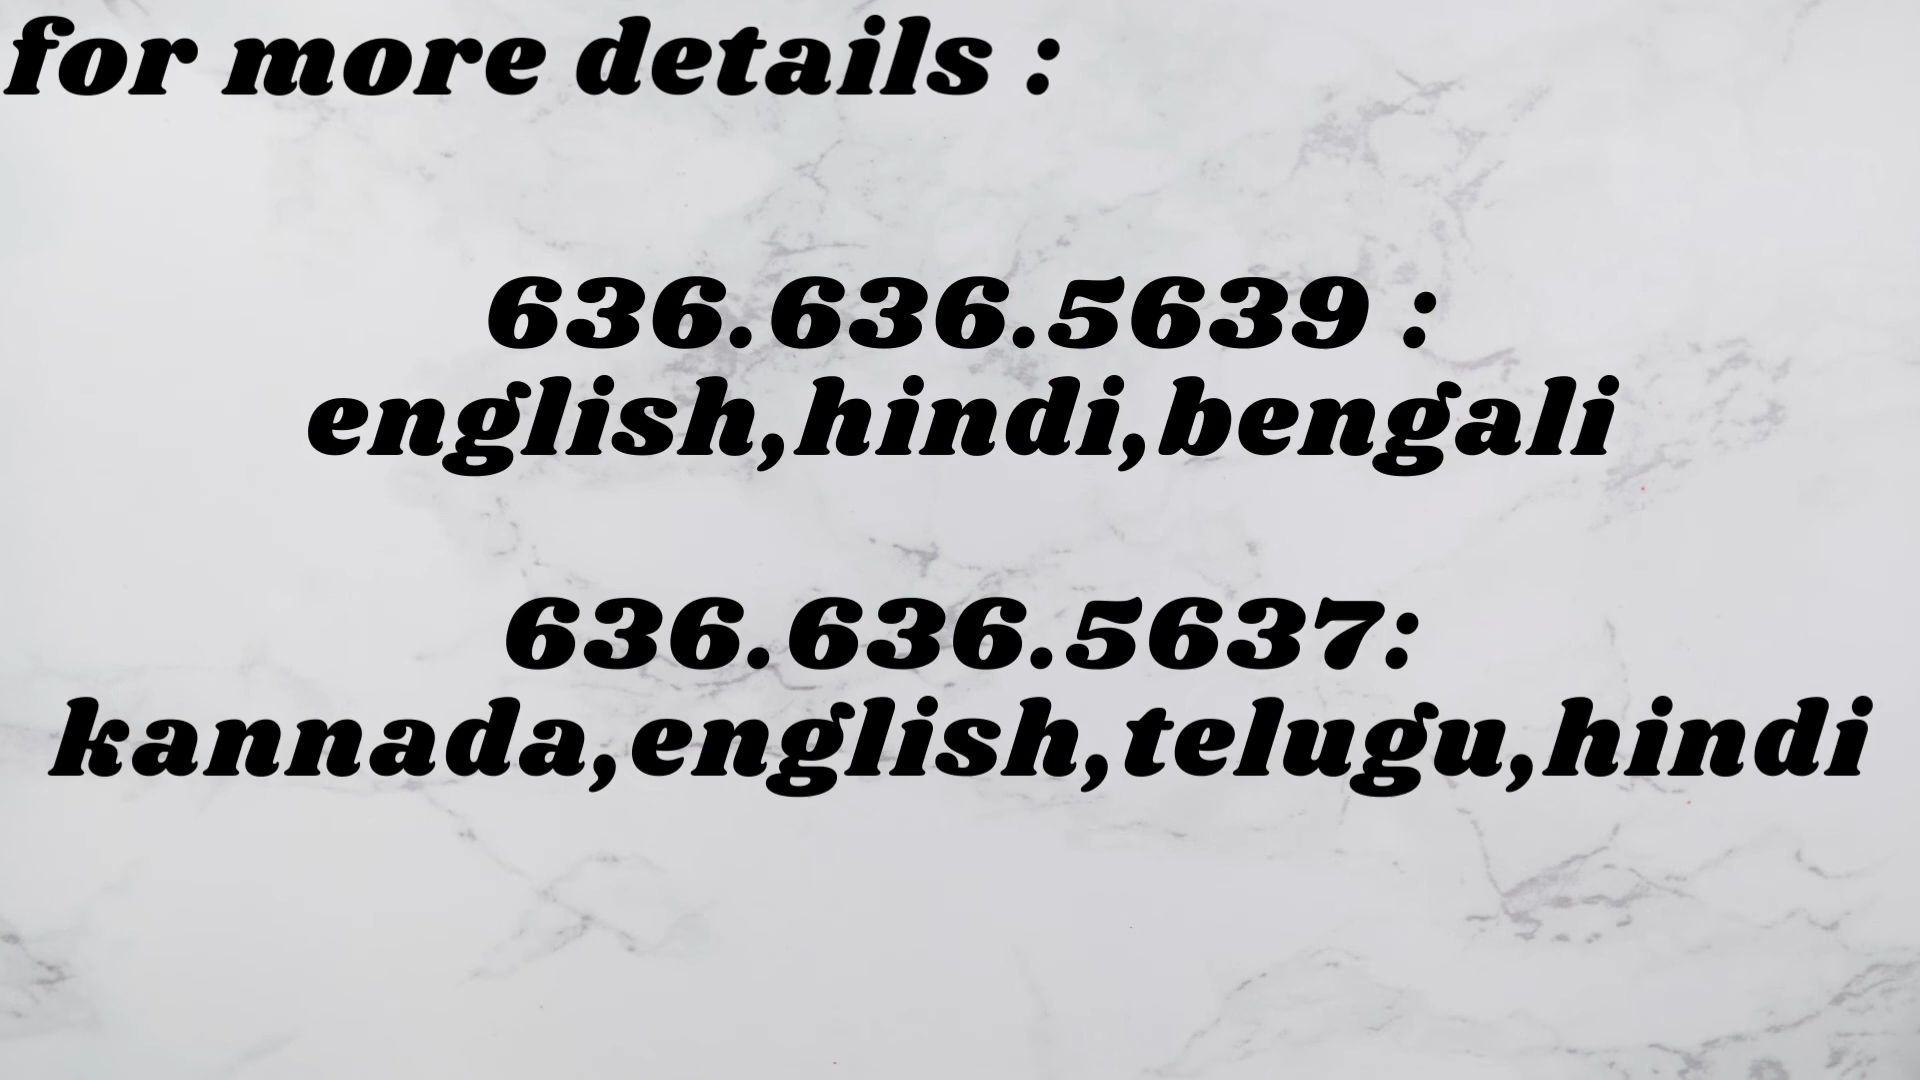 for more details :
636.636.5639 :
english,hindi,bengali
636.636.5637:
kannada,english,telugu,hindi